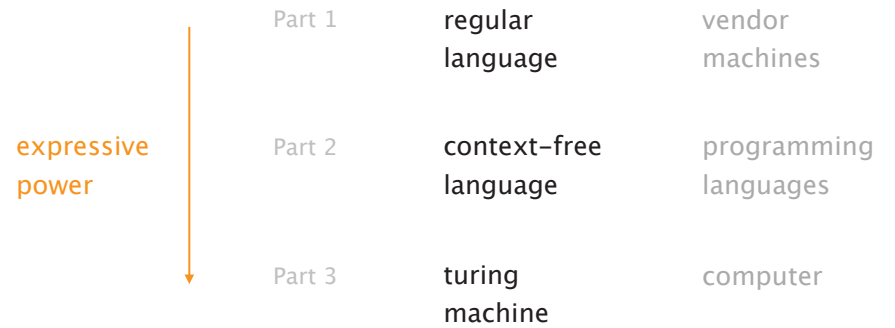 Part 1 regular vendor
language machines
expressive Part 2 context-free programming
power language languages
Part 3 turing computer
machine